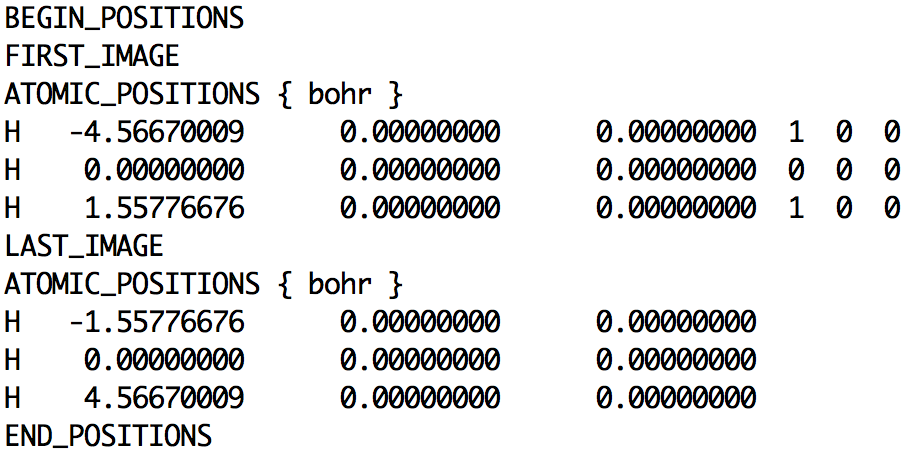 BEGIN_POSITIONS
FIRST_IMAGE
ATOMIC_POSITIONS { bohr }
H   -4.56670009      0.00000000      0.00000000  1  0  0
H    0.00000000      0.00000000      0.00000000  0  0  0
H    1.55776676      0.00000000      0.00000000  1  0  0
LAST_IMAGE
ATOMIC_POSITIONS { bohr }
H   -1.55776676      0.00000000      0.00000000
H    0.00000000      0.00000000      0.00000000
H    4.56670009      0.00000000      0.00000000
END_POSITIONS